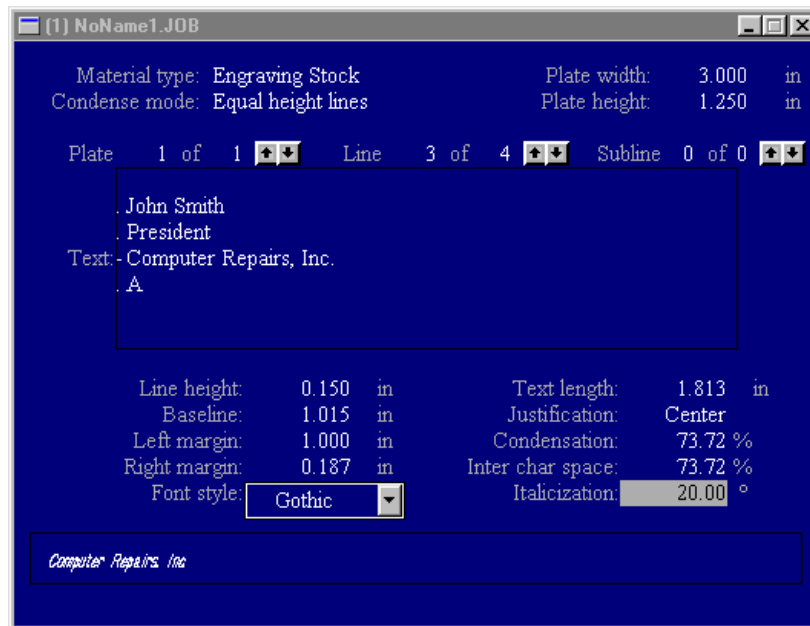 (1) NoName1.JOB
Material type: Engraving Stock Plate width: 3.000 in
Condense mode: Equal height lines Plate height: 1.250 in
Plate 1 of 1 Line 3 of 4 Subline 0 of 0
. John Smith
. President
Text: - Computer Repairs, Inc.
. A
Line height: 0.150 in Text length: 1.813 in
Baseline: 1.015 in Justification: Center
Left margin: 1.000 in Condensation: 73.72 %
Right margin: 0.187 in Inter char space: 73.72 %
Font style: Gothic Italicization: 20.00 °
Computer Repairs, Inc